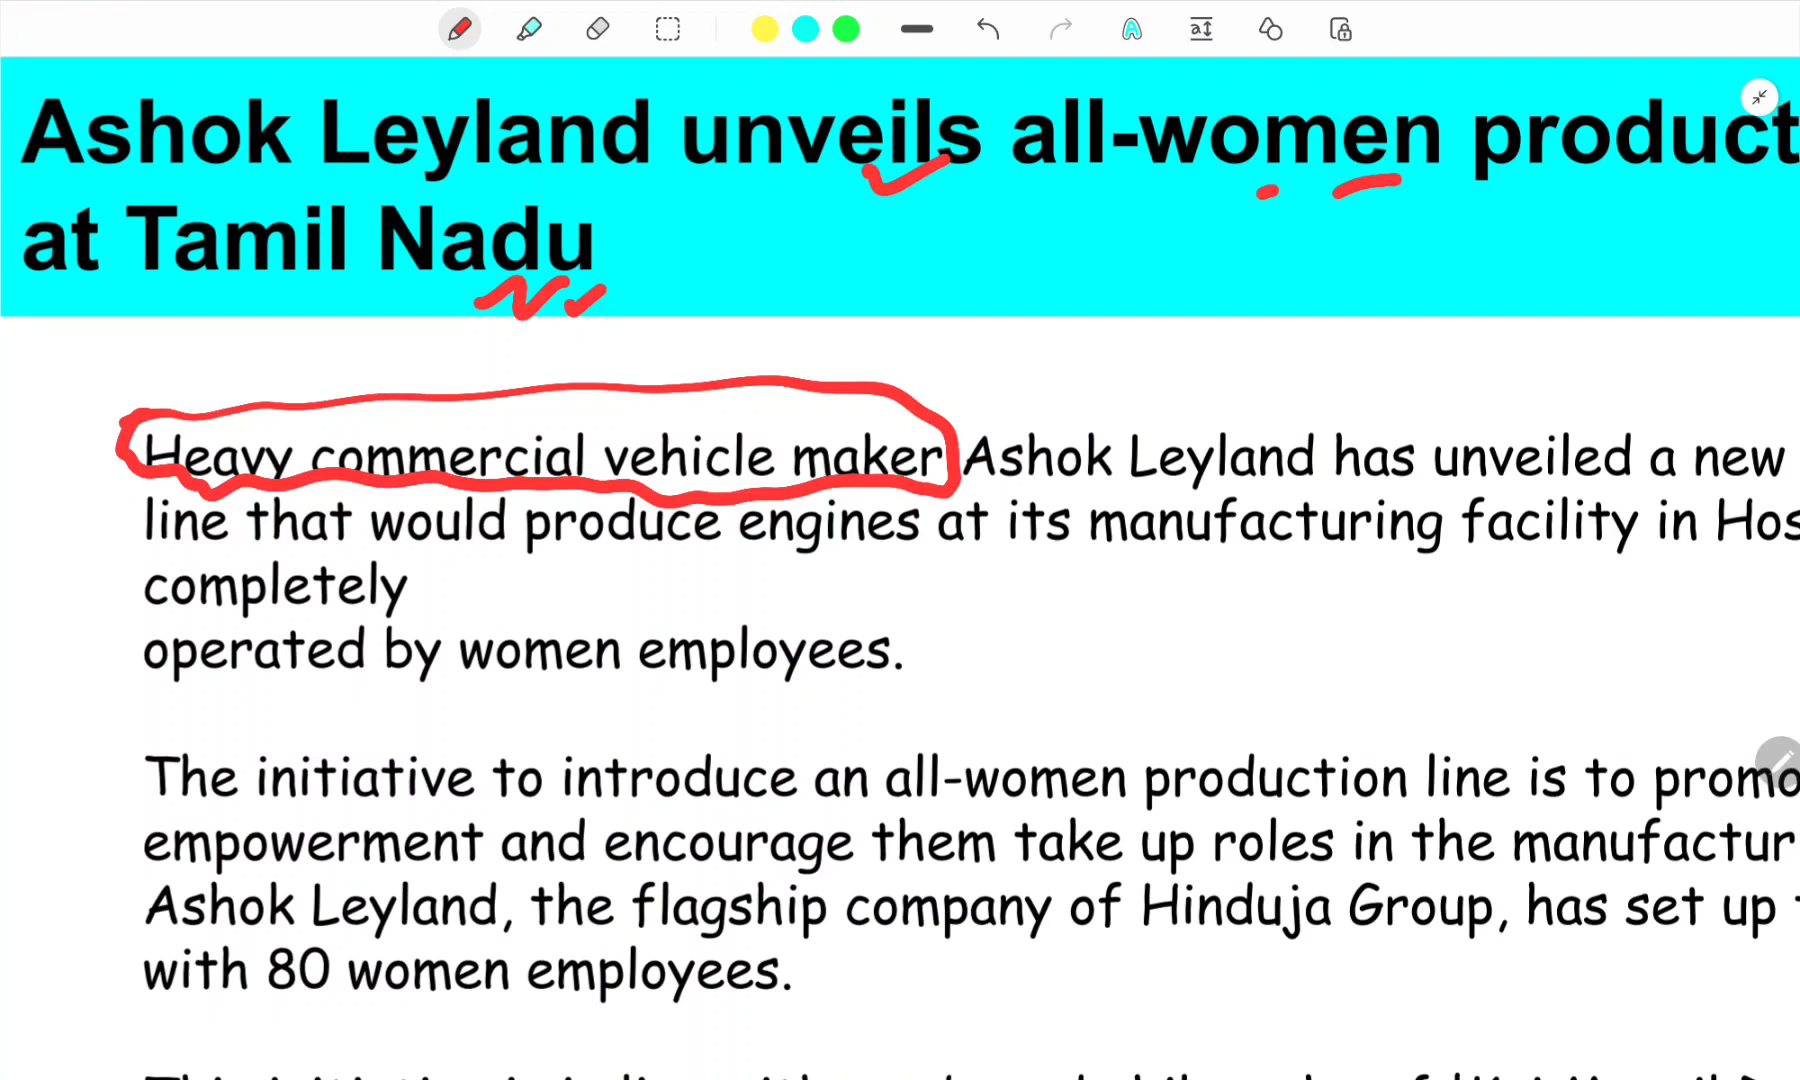 Ashok Leyland unveils all-women product
at Tamil Nadu
Heavy commercial vehicle maker Ashok Leyland has unveiled a new
line that would produce engines at its manufacturing facility in Hos
completely
operated by women employees.
The initiative to introduce an all-women production line is to promo
empowerment and encourage them take up roles in the manufactur
Ashok Leyland, the flagship company of Hinduja Group, has set up
with 80 women employees.